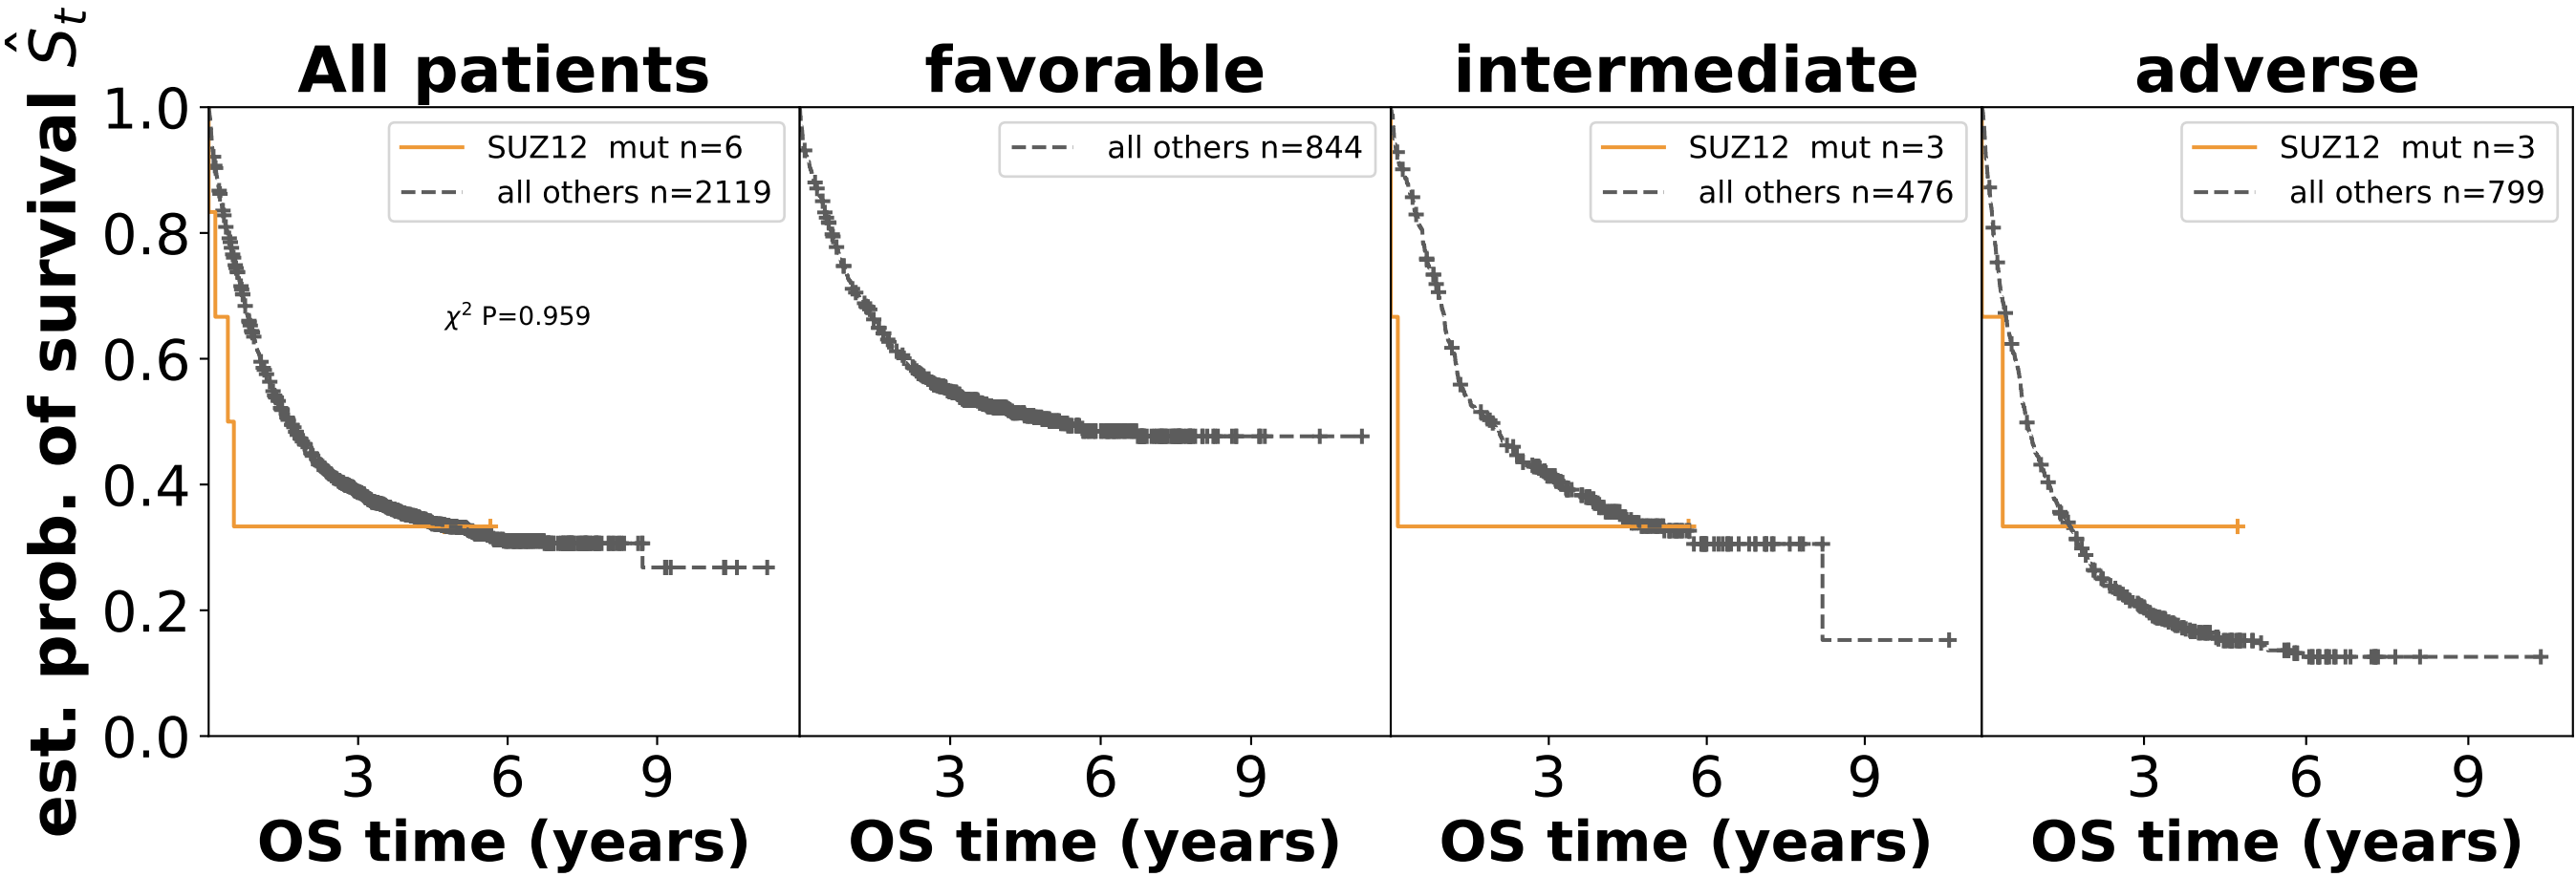 est. prob. of survival Ŝt
All patients
1.0
0.8
0.6
0.4
0.2
0.0
SUZ12 mut n=6
all others n=2119
χ² P=0.959
3 6 9
OS time (years)
favorable
all others n=844
3 6 9
OS time (years)
intermediate
SUZ12 mut n=3
all others n=476
3 6 9
OS time (years)
adverse
SUZ12 mut n=3
all others n=799
3 6 9
OS time (years)